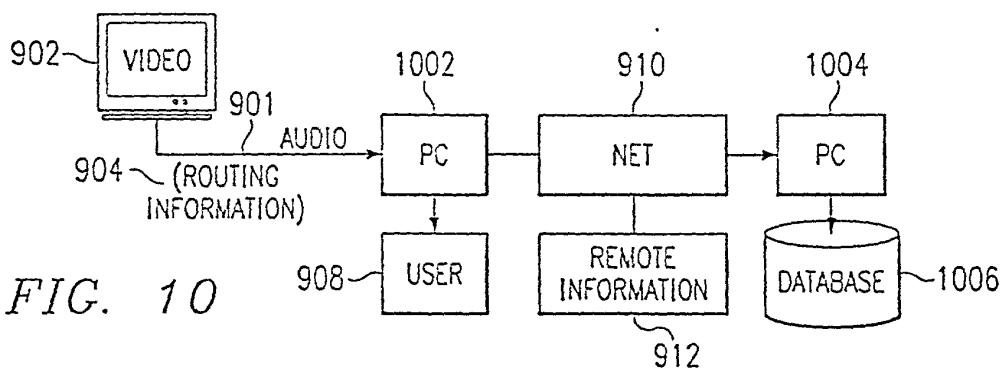 902
VIDEO
901
AUDIO
904
(ROUTING
INFORMATION)
1002
PC
910
NET
1004
PC
908
USER
REMOTE
INFORMATION
912
DATABASE
1006
FIG. 10